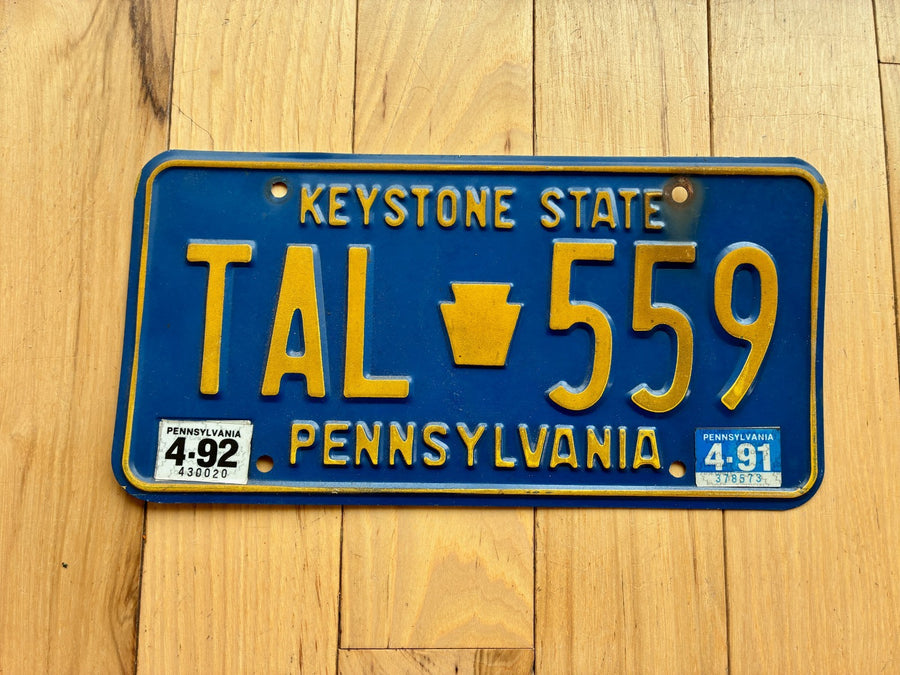 KEYSTONE STATE
TAL 559
PENNSYLVANIA
PENNSYLVANIA
4-92
430020
PENNSYLVANIA
4-91
378573